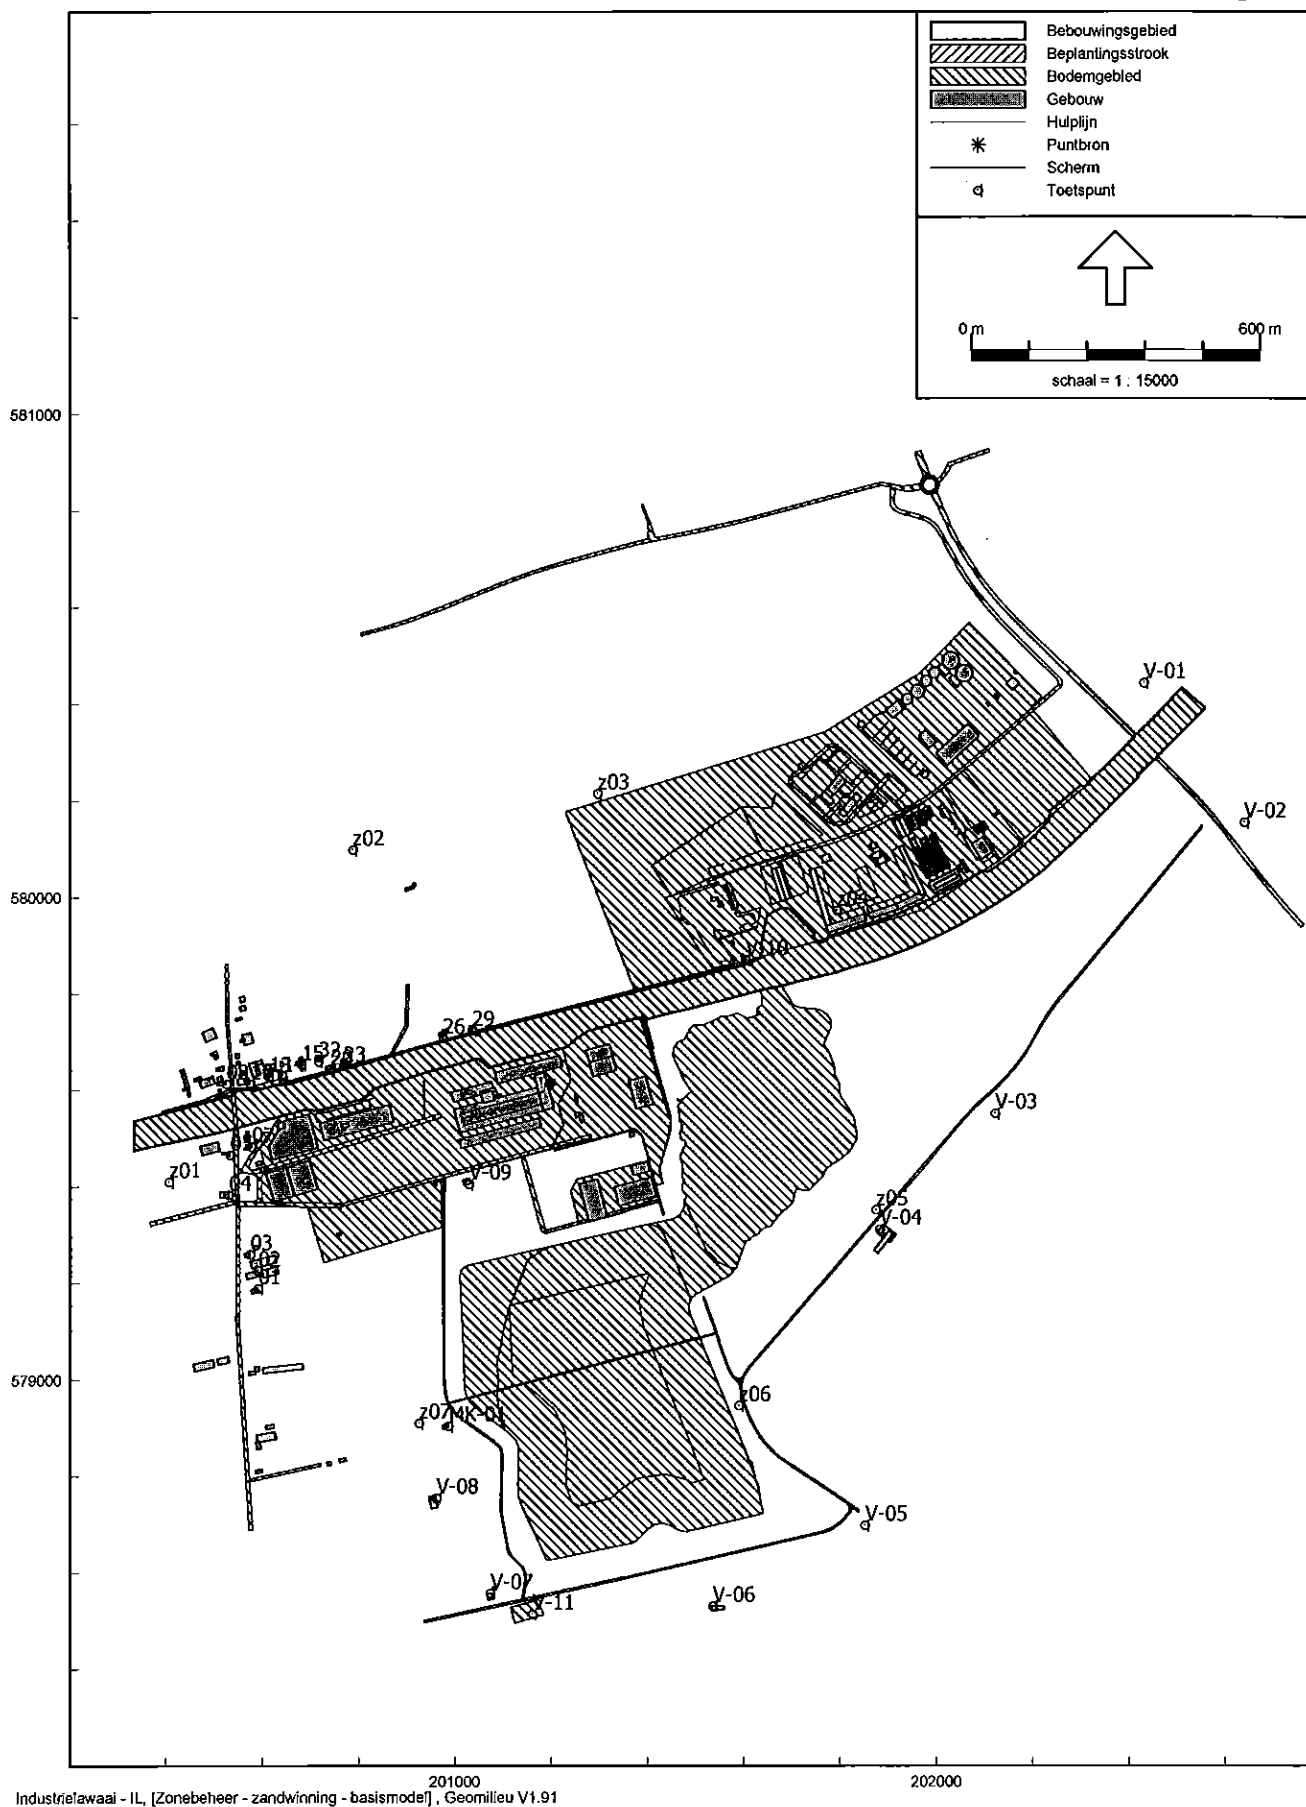 Bebouwingsgebied
Beplantingsstrook
Bodemgebied
Gebouw
Hulplijn
Puntbron
Scherm
Toetspunt
0 m 600 m
schaal = 1 : 15000
581000
V-01
z03
V-02
z02
580000
26 29
15 32
V-03
z01
04
V-09
z05
V-04
03
02
01
579000
z06
z07
MK-01
V-08
V-05
V-07
V-06
V-11
201000
202000
Industrielawaai - IL, [Zonebeheer - zandwinning - basismodel] , Geomilieu V1.91